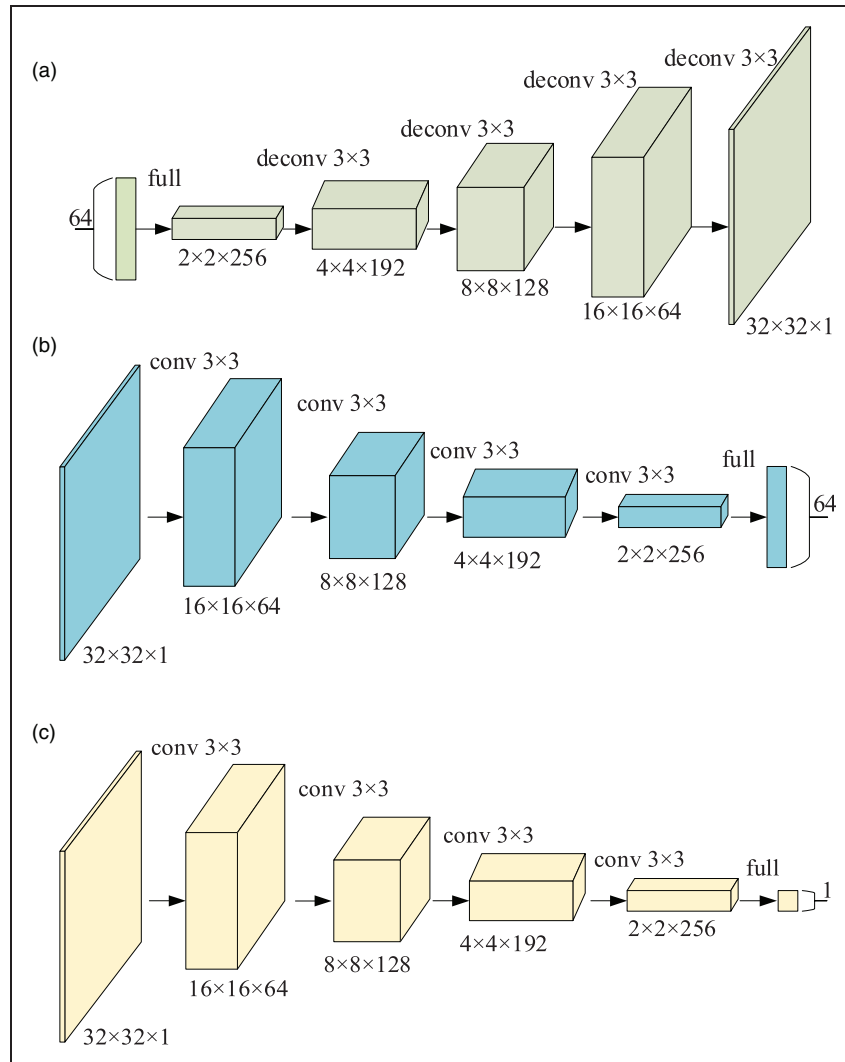 (a)
deconv 3×3
deconv 3×3
deconv 3×3
deconv 3×3
full
64
2×2×256
4×4×192
8×8×128
16×16×64
32×32×1
(b)
conv 3×3
conv 3×3
conv 3×3
conv 3×3
full
64
2×2×256
4×4×192
8×8×128
16×16×64
32×32×1
(c)
conv 3×3
conv 3×3
conv 3×3
conv 3×3
full
1
2×2×256
4×4×192
8×8×128
16×16×64
32×32×1